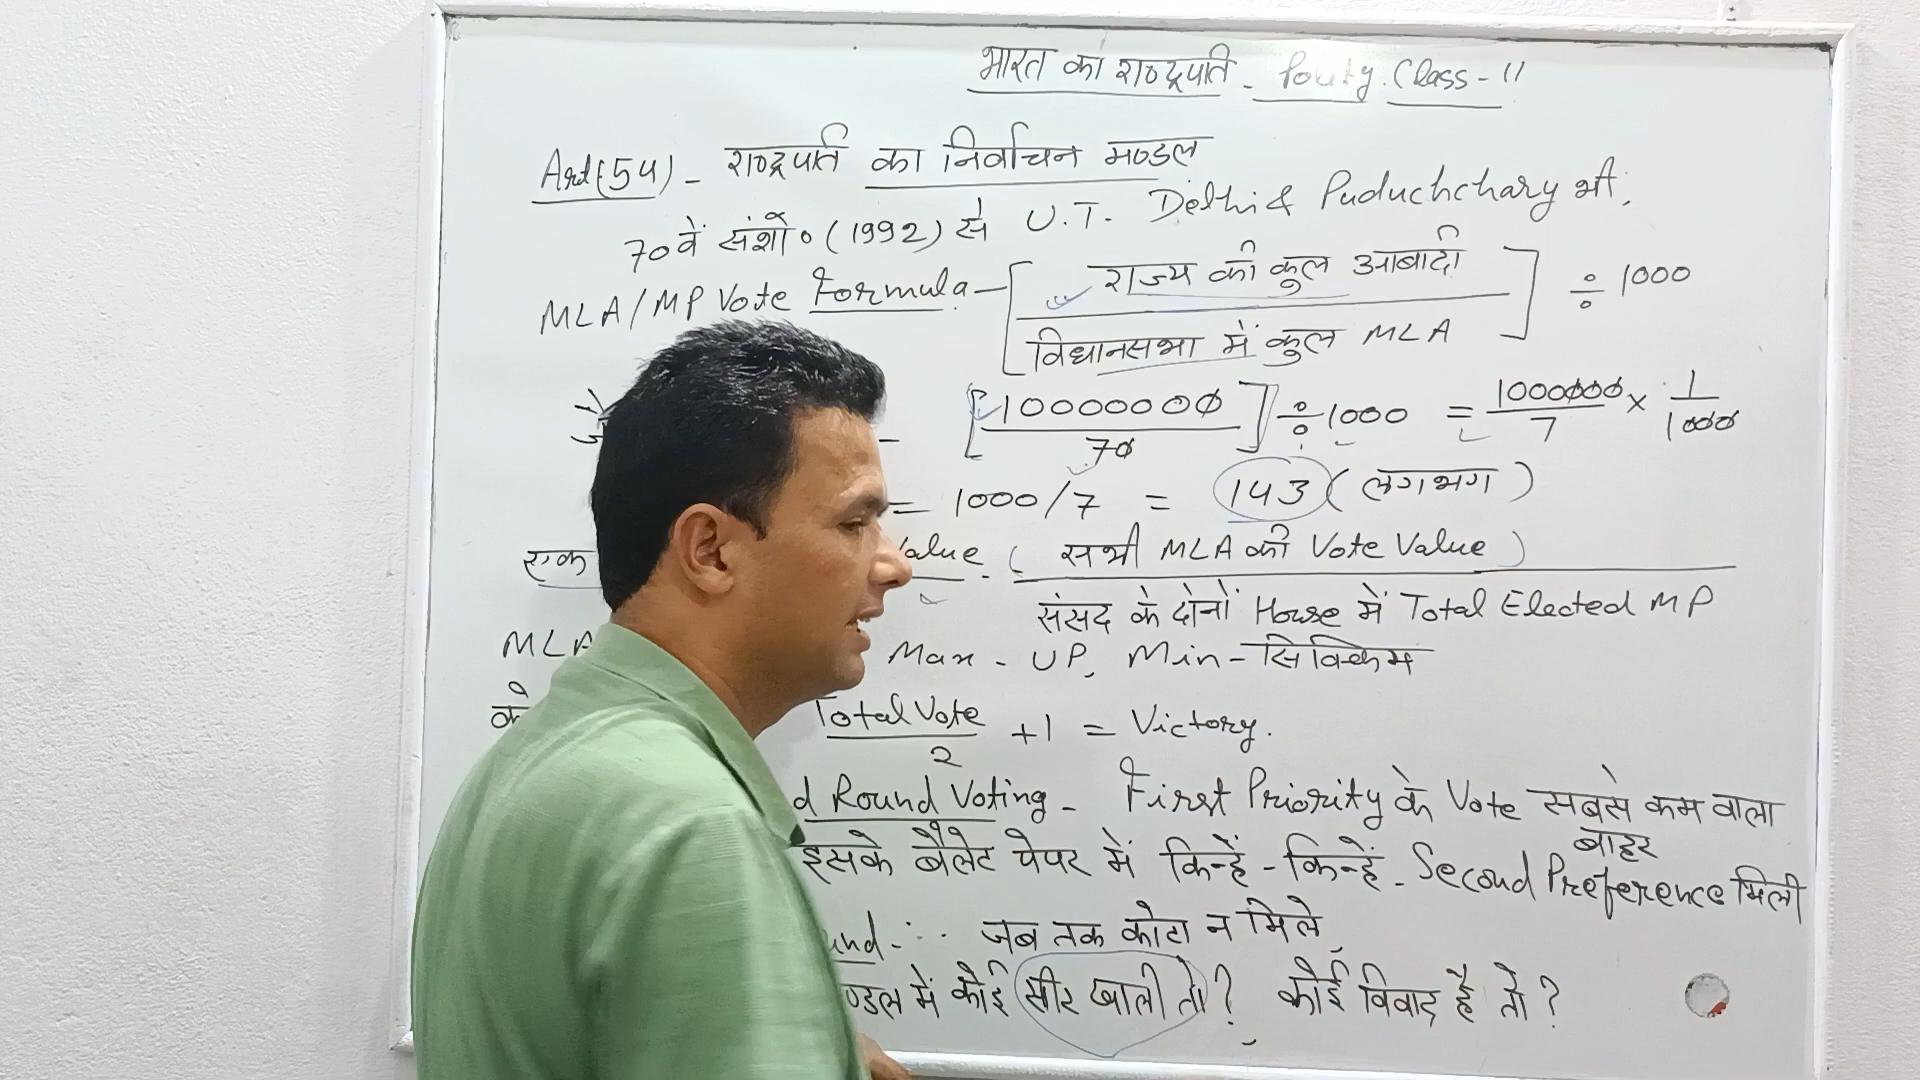 भारत का राष्ट्रपति - Polity. Class - 11
Art(54) - राष्ट्रपति का निर्वाचन मण्डल
70वें संशो० (1992) से U.T. Delhi & Puduchchary भी.
MLA/MP Vote Formula - [ राज्य की कुल आबादी / विधानसभा में कुल MLA ] ÷ 1000
[ 10000000 / 70 ] ÷ 1000 = 1000000 / 7 × 1 / 1000
= 1000/7 = 143 (लगभग)
एक Value - ( सभी MLA की Vote Value )
संसद के दोनों House में Total Elected MP
MLA Max - UP, Min - सिक्किम
Total Vote / 2 + 1 = Victory.
d Round Voting - First Priority के Vote सबसे कम वाला
बाहर
इसके बैलेट पेपर में किन्हें - किन्हें - Second Preference मिली
und - जब तक कोटा न मिले
ण्डल में कोई सीट खाली तो ? कोई विवाद है तो ?